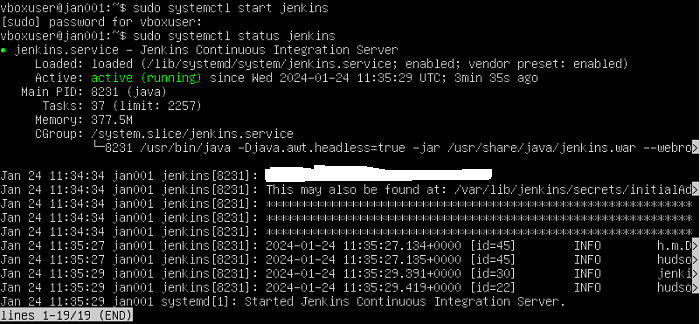 vboxuser@jan001:~$ sudo systemctl start jenkins
[sudo] password for vboxuser:
vboxuser@jan001:~$ sudo systemctl status jenkins
● jenkins.service – Jenkins Continuous Integration Server
Loaded: loaded (/lib/systemd/system/jenkins.service; enabled; vendor preset: enabled)
Active: active (running) since Wed 2024-01-24 11:35:29 UTC; 3min 35s ago
Main PID: 8231 (java)
Tasks: 37 (limit: 2257)
Memory: 377.5M
CGroup: /system.slice/jenkins.service
└─8231 /usr/bin/java -Djava.awt.headless=true -jar /usr/share/java/jenkins.war --webro>
Jan 24 11:34:34 jan001 jenkins[8231]:
Jan 24 11:34:34 jan001 jenkins[8231]: This may also be found at: /var/lib/jenkins/secrets/initialAd>
Jan 24 11:34:34 jan001 jenkins[8231]: *************************************************************>
Jan 24 11:34:34 jan001 jenkins[8231]: *************************************************************>
Jan 24 11:34:34 jan001 jenkins[8231]: *************************************************************>
Jan 24 11:35:27 jan001 jenkins[8231]: 2024-01-24 11:35:27.134+0000 [id=45] INFO h.m.D>
Jan 24 11:35:27 jan001 jenkins[8231]: 2024-01-24 11:35:27.135+0000 [id=45] INFO hudso>
Jan 24 11:35:29 jan001 jenkins[8231]: 2024-01-24 11:35:29.391+0000 [id=30] INFO jenki>
Jan 24 11:35:29 jan001 jenkins[8231]: 2024-01-24 11:35:29.419+0000 [id=22] INFO hudso>
Jan 24 11:35:29 jan001 systemd[1]: Started Jenkins Continuous Integration Server.
lines 1-19/19 (END)